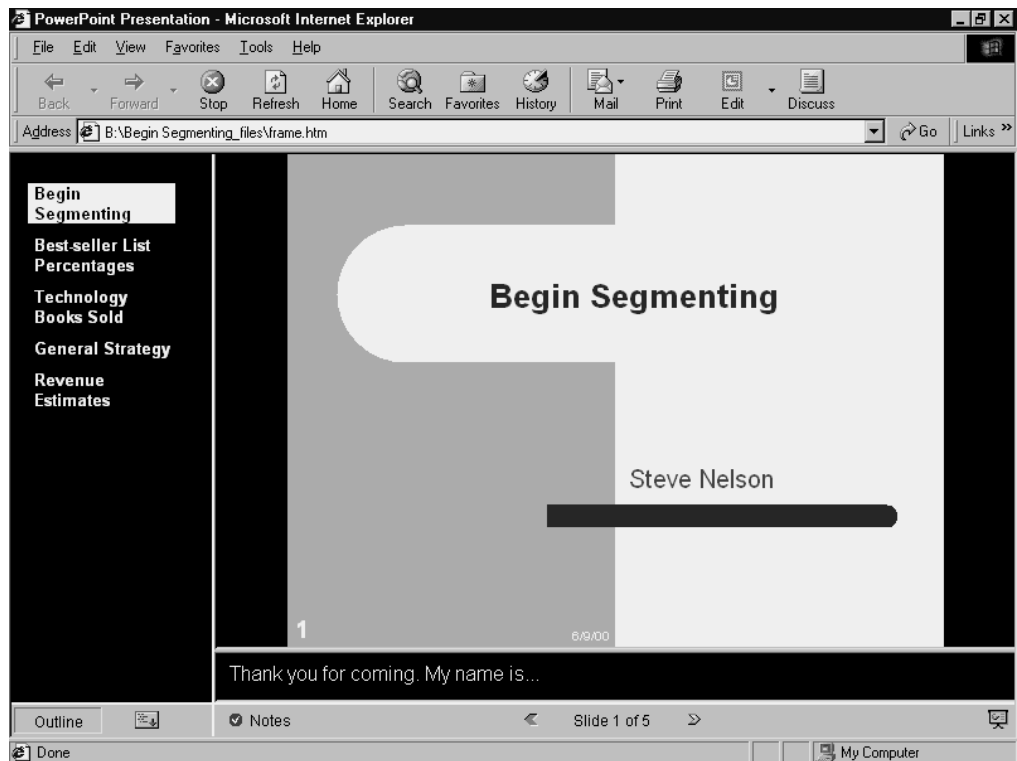 PowerPoint Presentation - Microsoft Internet Explorer
File Edit View Favorites Tools Help
Back Forward Stop Refresh Home Search Favorites History Mail Print Edit Discuss
Address B:\Begin Segmenting_files\frame.htm Go Links »
Begin
Segmenting
Best-seller List
Percentages
Technology
Books Sold
General Strategy
Revenue
Estimates
Begin Segmenting
Steve Nelson
1
6/9/00
Thank you for coming. My name is...
Outline Notes Slide 1 of 5
Done My Computer